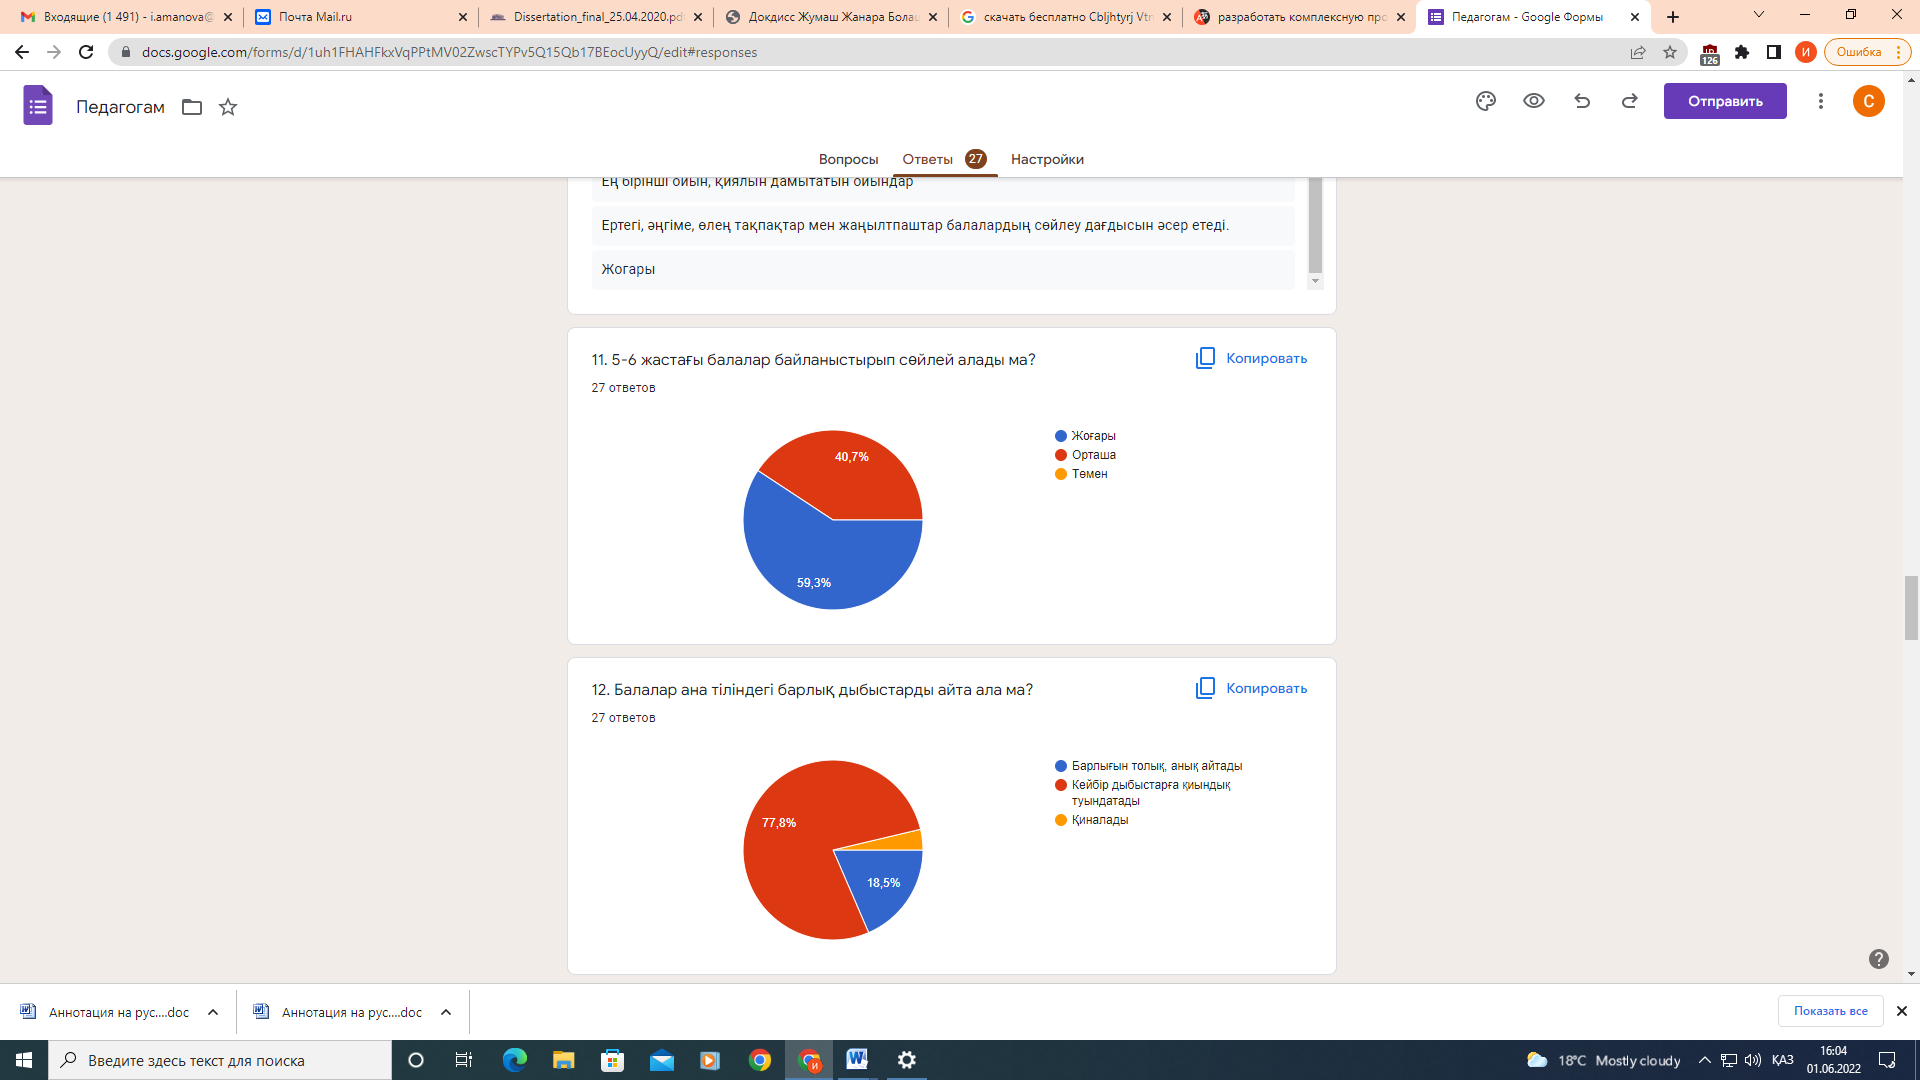 Входящие (1 491) - i.amanova@
Почта Mail.ru
Dissertation_final_25.04.2020.pd
Докдисс Жумаш Жанара Болац
скачать бесплатно Cbljhtyrj Vtr
разработать комплексную про
Педагогам - Google Формы
docs.google.com/forms/d/1uh1FHAHFkxVqPPtMV02ZwscTYPv5Q15Qb17BEocUyyQ/edit#responses
126
И
Ошибка
Педагогам
Отправить
С
Вопросы
Ответы 27
Настройки
Ең бірінші ойын, қиялын дамытатын ойындар
Ертегі, әңгіме, өлең тақпақтар мен жаңылтпаштар балалардың сөйлеу дағдысын әсер етеді.
Жогары
11. 5-6 жастағы балалар байланыстырып сөйлей алады ма?
Копировать
27 ответов
Жоғары
Орташа
Төмен
40,7%
59,3%
12. Балалар ана тіліндегі барлық дыбыстарды айта ала ма?
Копировать
27 ответов
Барлығын толық, анық айтады
Кейбір дыбыстарға қиындық
туындатады
Қиналады
77,8%
18,5%
Аннотация на рус....doc
Аннотация на рус....doc
Показать все
Введите здесь текст для поиска
18°C Mostly cloudy
ҚАЗ
16:04
01.06.2022